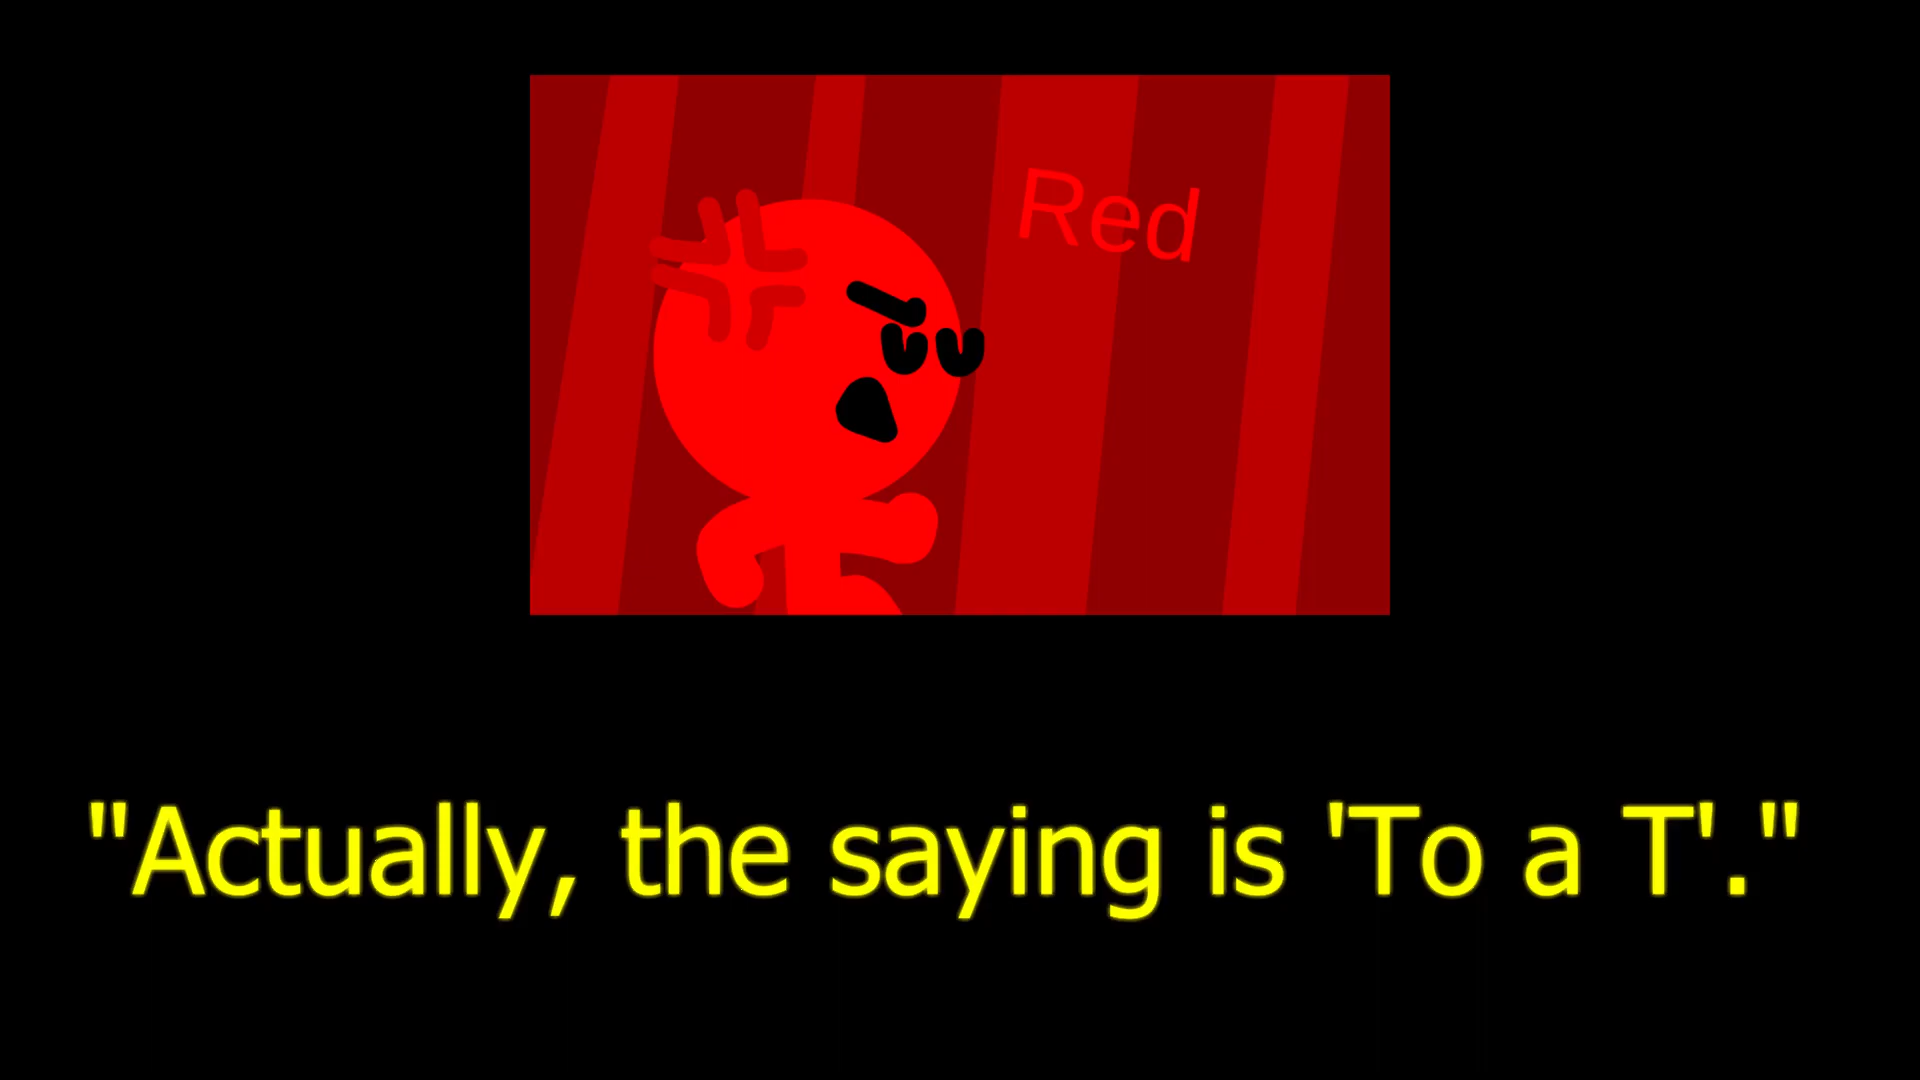 Red
"Actually, the saying is 'To a T'."